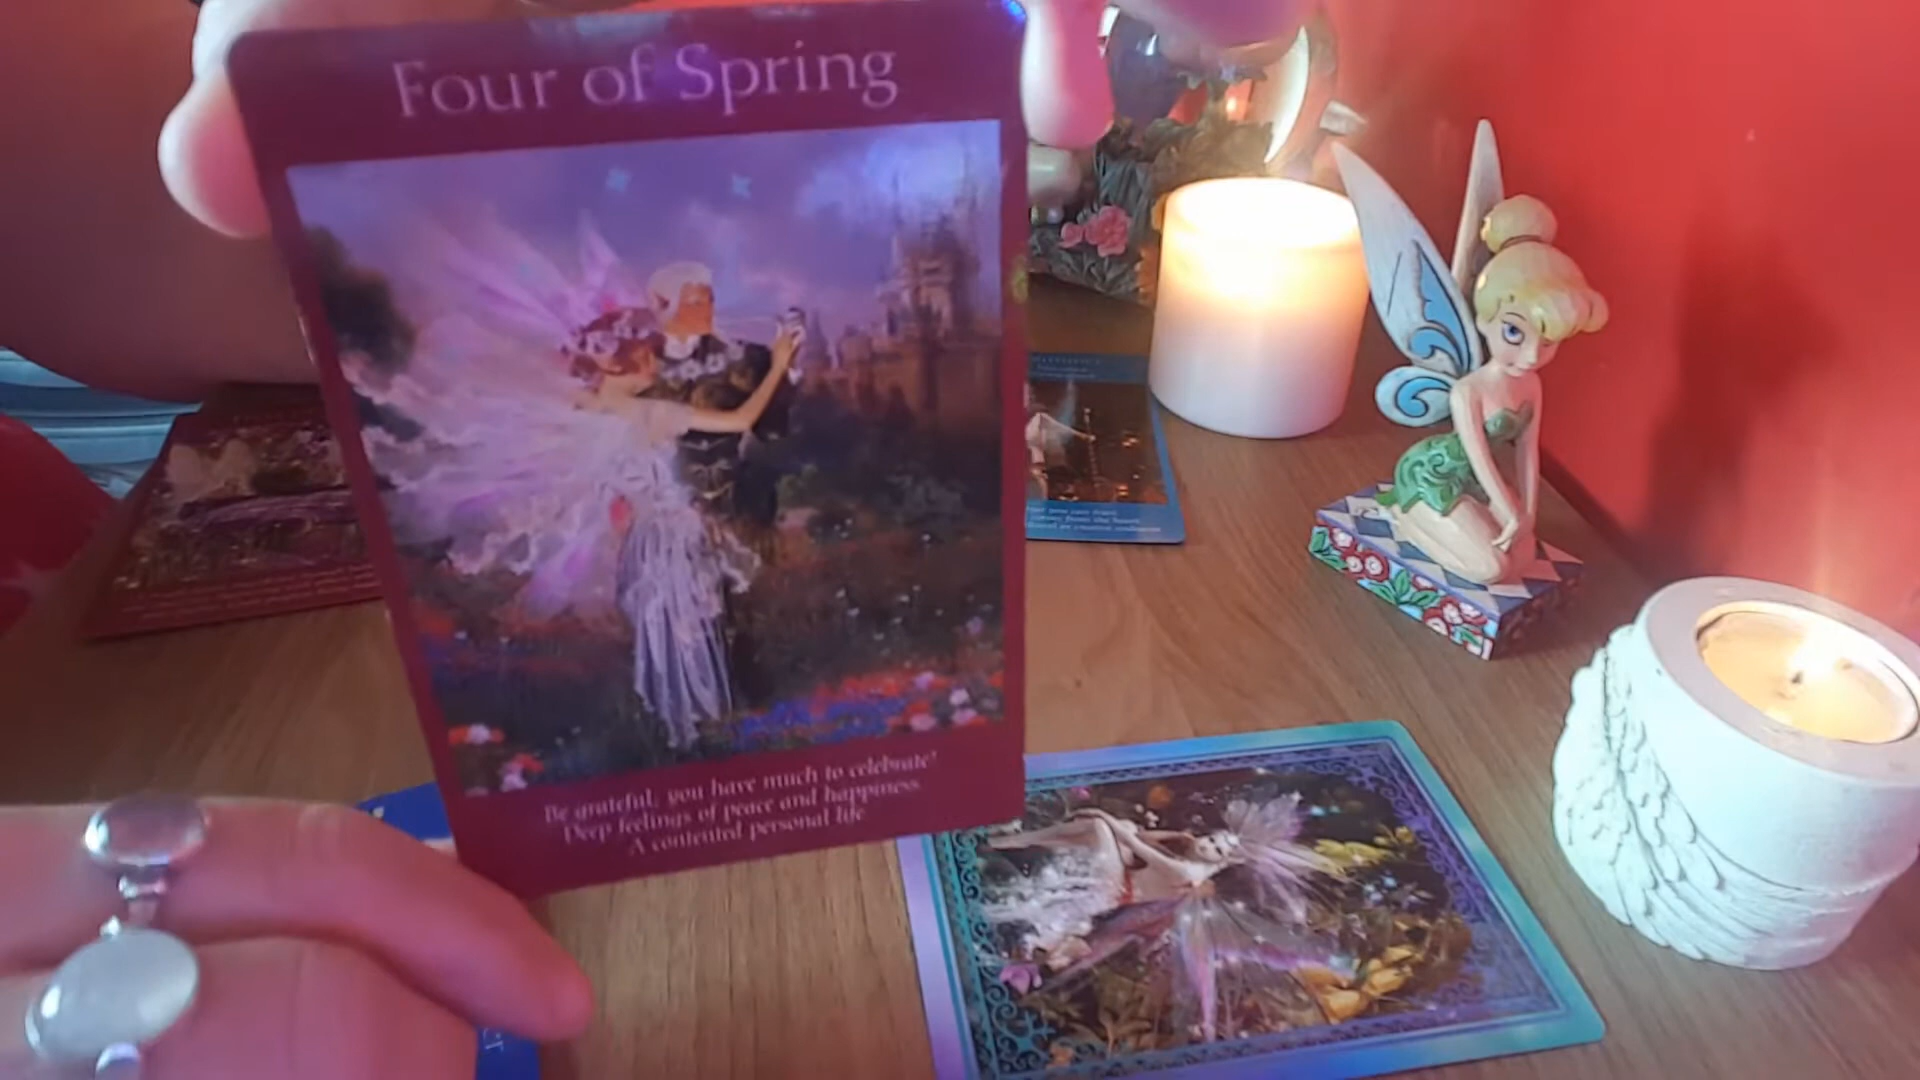 Four of Spring
Be grateful, you have much to celebrate!
Deep feelings of peace and happiness.
A contented personal life